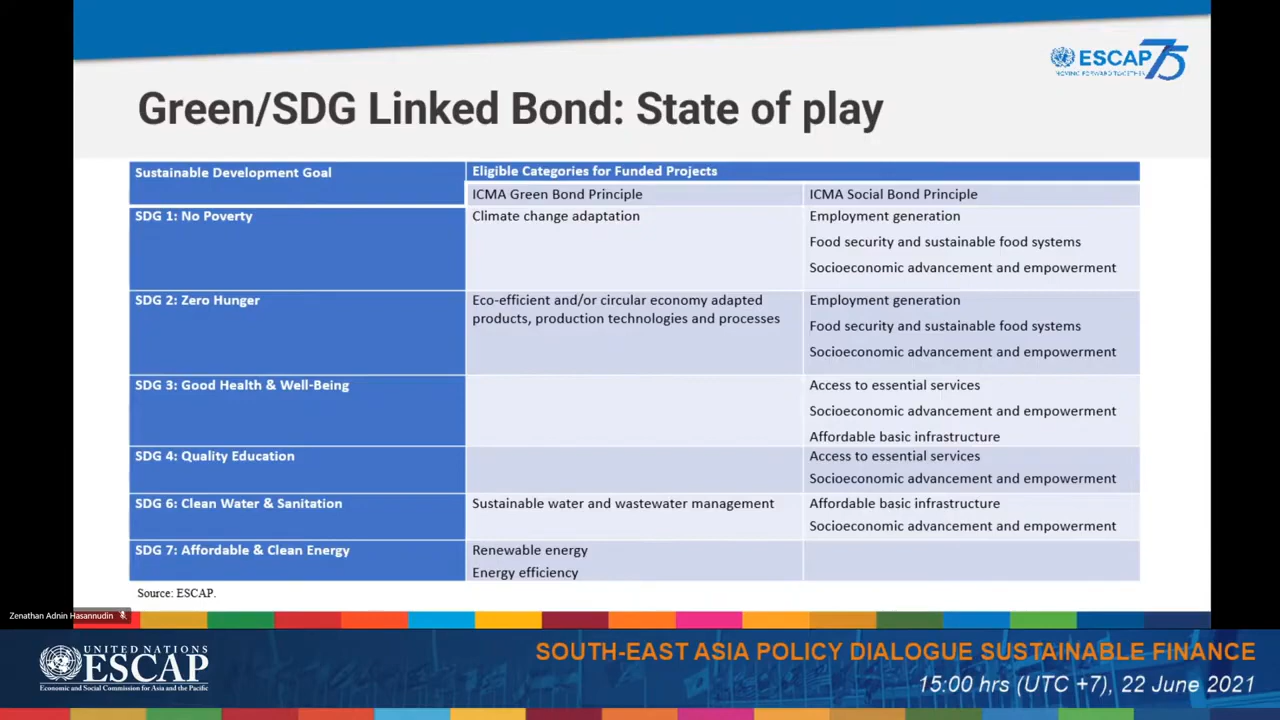 ESCAP 75
MOVING FORWARD TOGETHER
Green/SDG Linked Bond: State of play
Sustainable Development Goal
Eligible Categories for Funded Projects
ICMA Green Bond Principle
ICMA Social Bond Principle
SDG 1: No Poverty
Climate change adaptation
Employment generation
Food security and sustainable food systems
Socioeconomic advancement and empowerment
SDG 2: Zero Hunger
Eco-efficient and/or circular economy adapted
products, production technologies and processes
Employment generation
Food security and sustainable food systems
Socioeconomic advancement and empowerment
SDG 3: Good Health & Well-Being
Access to essential services
Socioeconomic advancement and empowerment
Affordable basic infrastructure
SDG 4: Quality Education
Access to essential services
Socioeconomic advancement and empowerment
SDG 6: Clean Water & Sanitation
Sustainable water and wastewater management
Affordable basic infrastructure
Socioeconomic advancement and empowerment
SDG 7: Affordable & Clean Energy
Renewable energy
Energy efficiency
Source: ESCAP.
Zenathan Adnin Hasannudin
UNITED NATIONS
ESCAP
Economic and Social Commission for Asia and the Pacific
SOUTH-EAST ASIA POLICY DIALOGUE SUSTAINABLE FINANCE
15:00 hrs (UTC +7), 22 June 2021